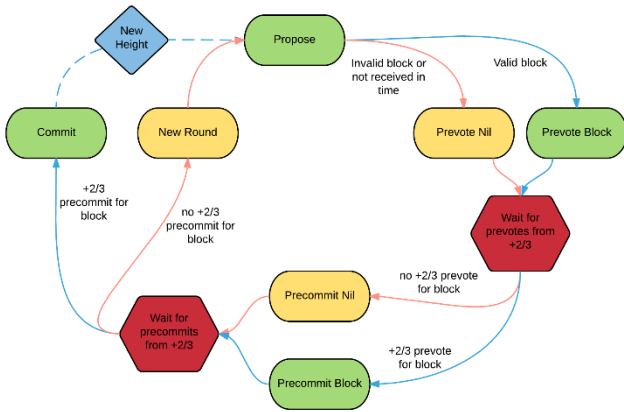 New
Height
Propose
Invalid block or
not received in
time
Valid block
Commit
New Round
Prevote Nil
Prevote Block
+2/3
precommit for
block
no +2/3
precommit for
block
Wait for
prevotes from
+2/3
no +2/3 prevote
for block
Precommit Nil
Wait for
precommits
from +2/3
+2/3 prevote
for block
Precommit Block